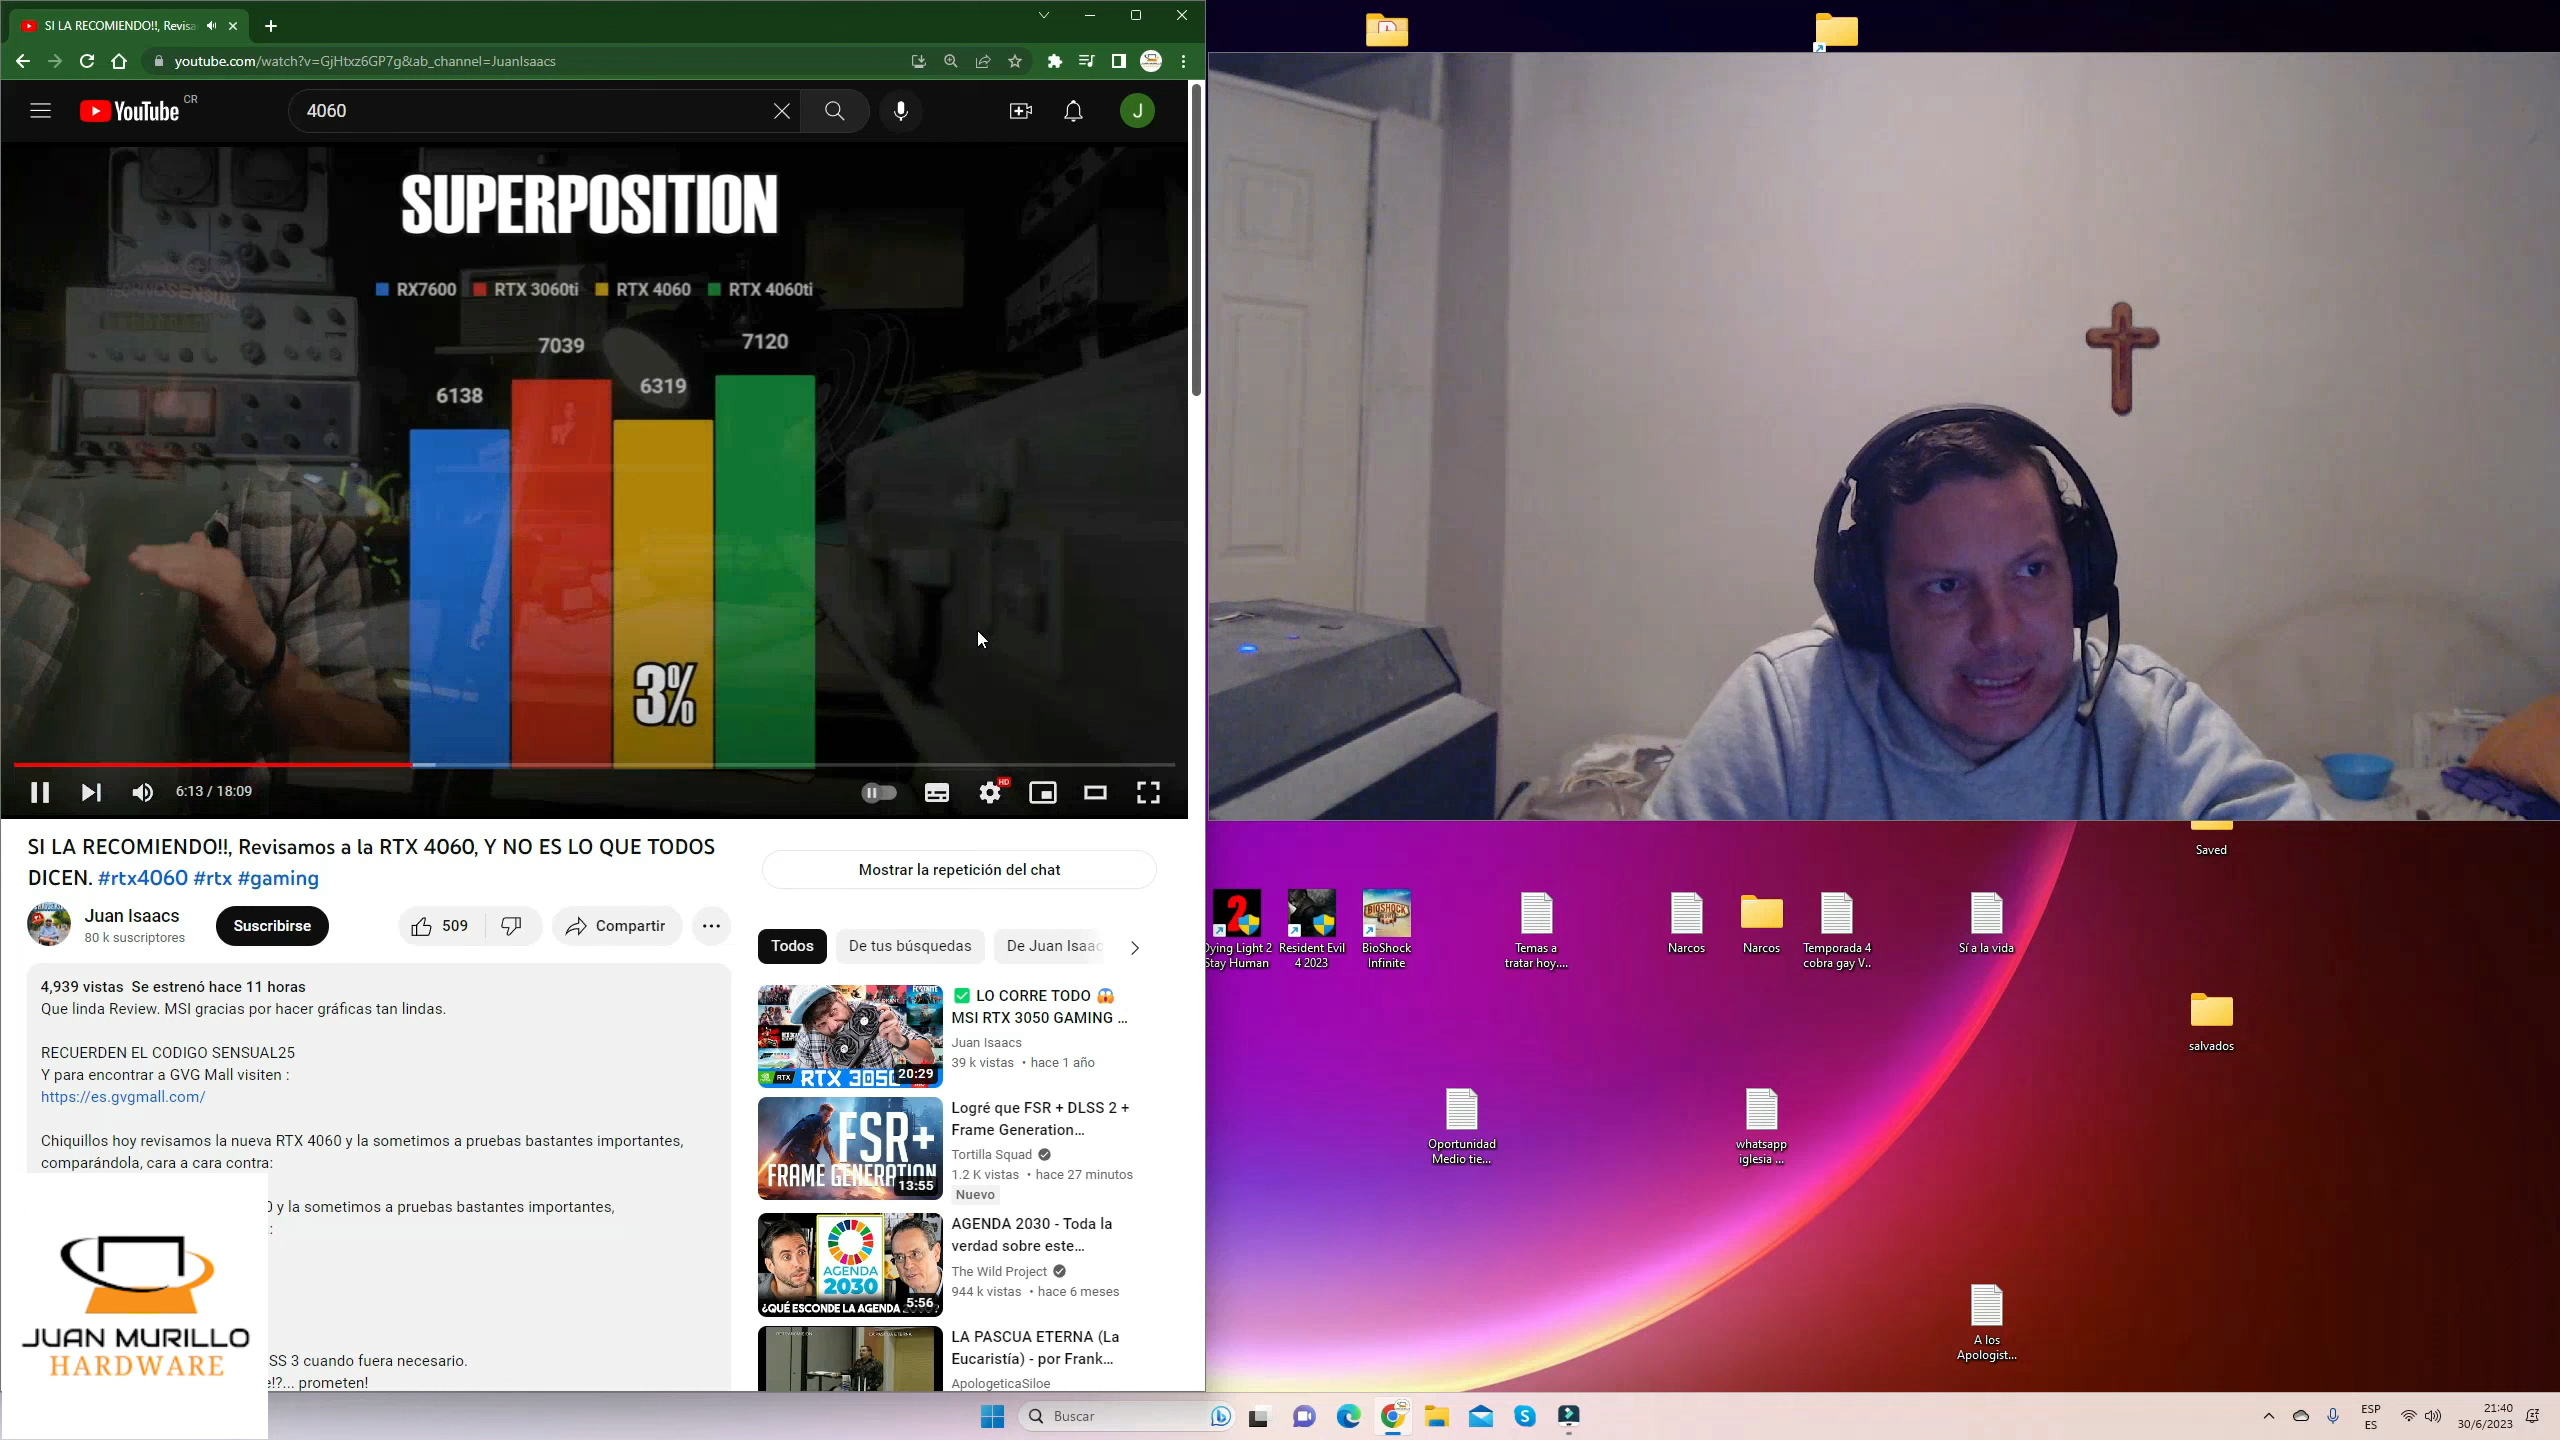 SI LA RECOMIENDO!!, Revisa
youtube.com/watch?v=GjHtxz6GP7g&ab_channel=JuanIsaacs
YouTube CR
4060
J
SUPERPOSITION
RX7600 RTX 3060ti RTX 4060 RTX 4060ti
6138
7039
6319
7120
3%
6:13 / 18:09
HD
SI LA RECOMIENDO!!, Revisamos a la RTX 4060, Y NO ES LO QUE TODOS
DICEN. #rtx4060 #rtx #gaming
Juan Isaacs
80 k suscriptores
Suscribirse
509
Compartir
4,939 vistas Se estrenó hace 11 horas
Que linda Review. MSI gracias por hacer gráficas tan lindas.
RECUERDEN EL CODIGO SENSUAL25
Y para encontrar a GVG Mall visiten :
https://es.gvgmall.com/
Chiquillos hoy revisamos la nueva RTX 4060 y la sometimos a pruebas bastantes importantes,
comparándola, cara a cara contra:
0 y la sometimos a pruebas bastantes importantes,
:
SS 3 cuando fuera necesario.
e!?... prometen!
JUAN MURILLO
HARDWARE
Mostrar la repetición del chat
Todos
De tus búsquedas
De Juan Isaac
LO CORRE TODO
MSI RTX 3050 GAMING ...
Juan Isaacs
39 k vistas • hace 1 año
RTX RTX 3050
20:29
Logré que FSR + DLSS 2 +
Frame Generation...
Tortilla Squad
1.2 K vistas • hace 27 minutos
Nuevo
FSR+
FRAME GENERATION
13:55
AGENDA 2030 - Toda la
verdad sobre este...
The Wild Project
944 k vistas • hace 6 meses
AGENDA
2030
5:56
¿QUÉ ESCONDE LA AGENDA
LA PASCUA ETERNA (La
Eucaristía) - por Frank...
ApologeticaSiloe
Saved
Dying Light 2
Stay Human
Resident Evil
4 2023
BIOSHOCK
BioShock
Infinite
Temas a
tratar hoy....
Narcos
Narcos
Temporada 4
cobra gay V..
Sí a la vida
salvados
Oportunidad
Medio tie...
whatsapp
iglesia ...
A los
Apologist...
Buscar
ESP
ES
21:40
30/6/2023